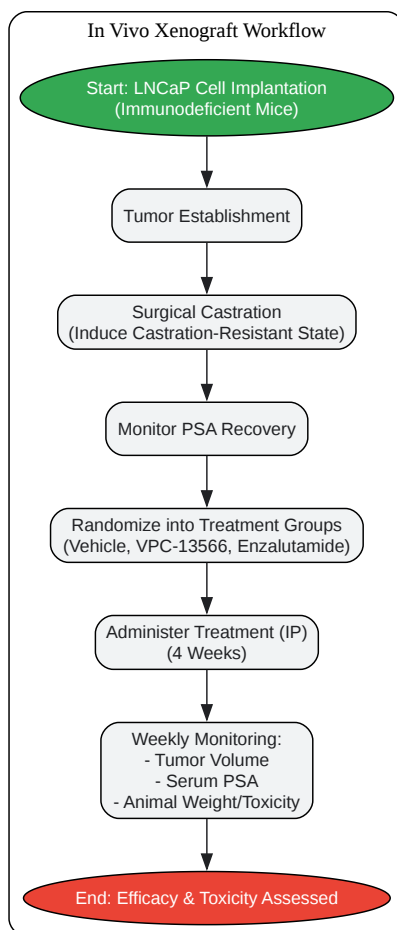 In Vivo Xenograft Workflow
Start: LNCaP Cell Implantation
(Immunodeficient Mice)
Tumor Establishment
Surgical Castration
(Induce Castration-Resistant State)
Monitor PSA Recovery
Randomize into Treatment Groups
(Vehicle, VPC-13566, Enzalutamide)
Administer Treatment (IP)
(4 Weeks)
Weekly Monitoring:
- Tumor Volume
- Serum PSA
- Animal Weight/Toxicity
End: Efficacy & Toxicity Assessed